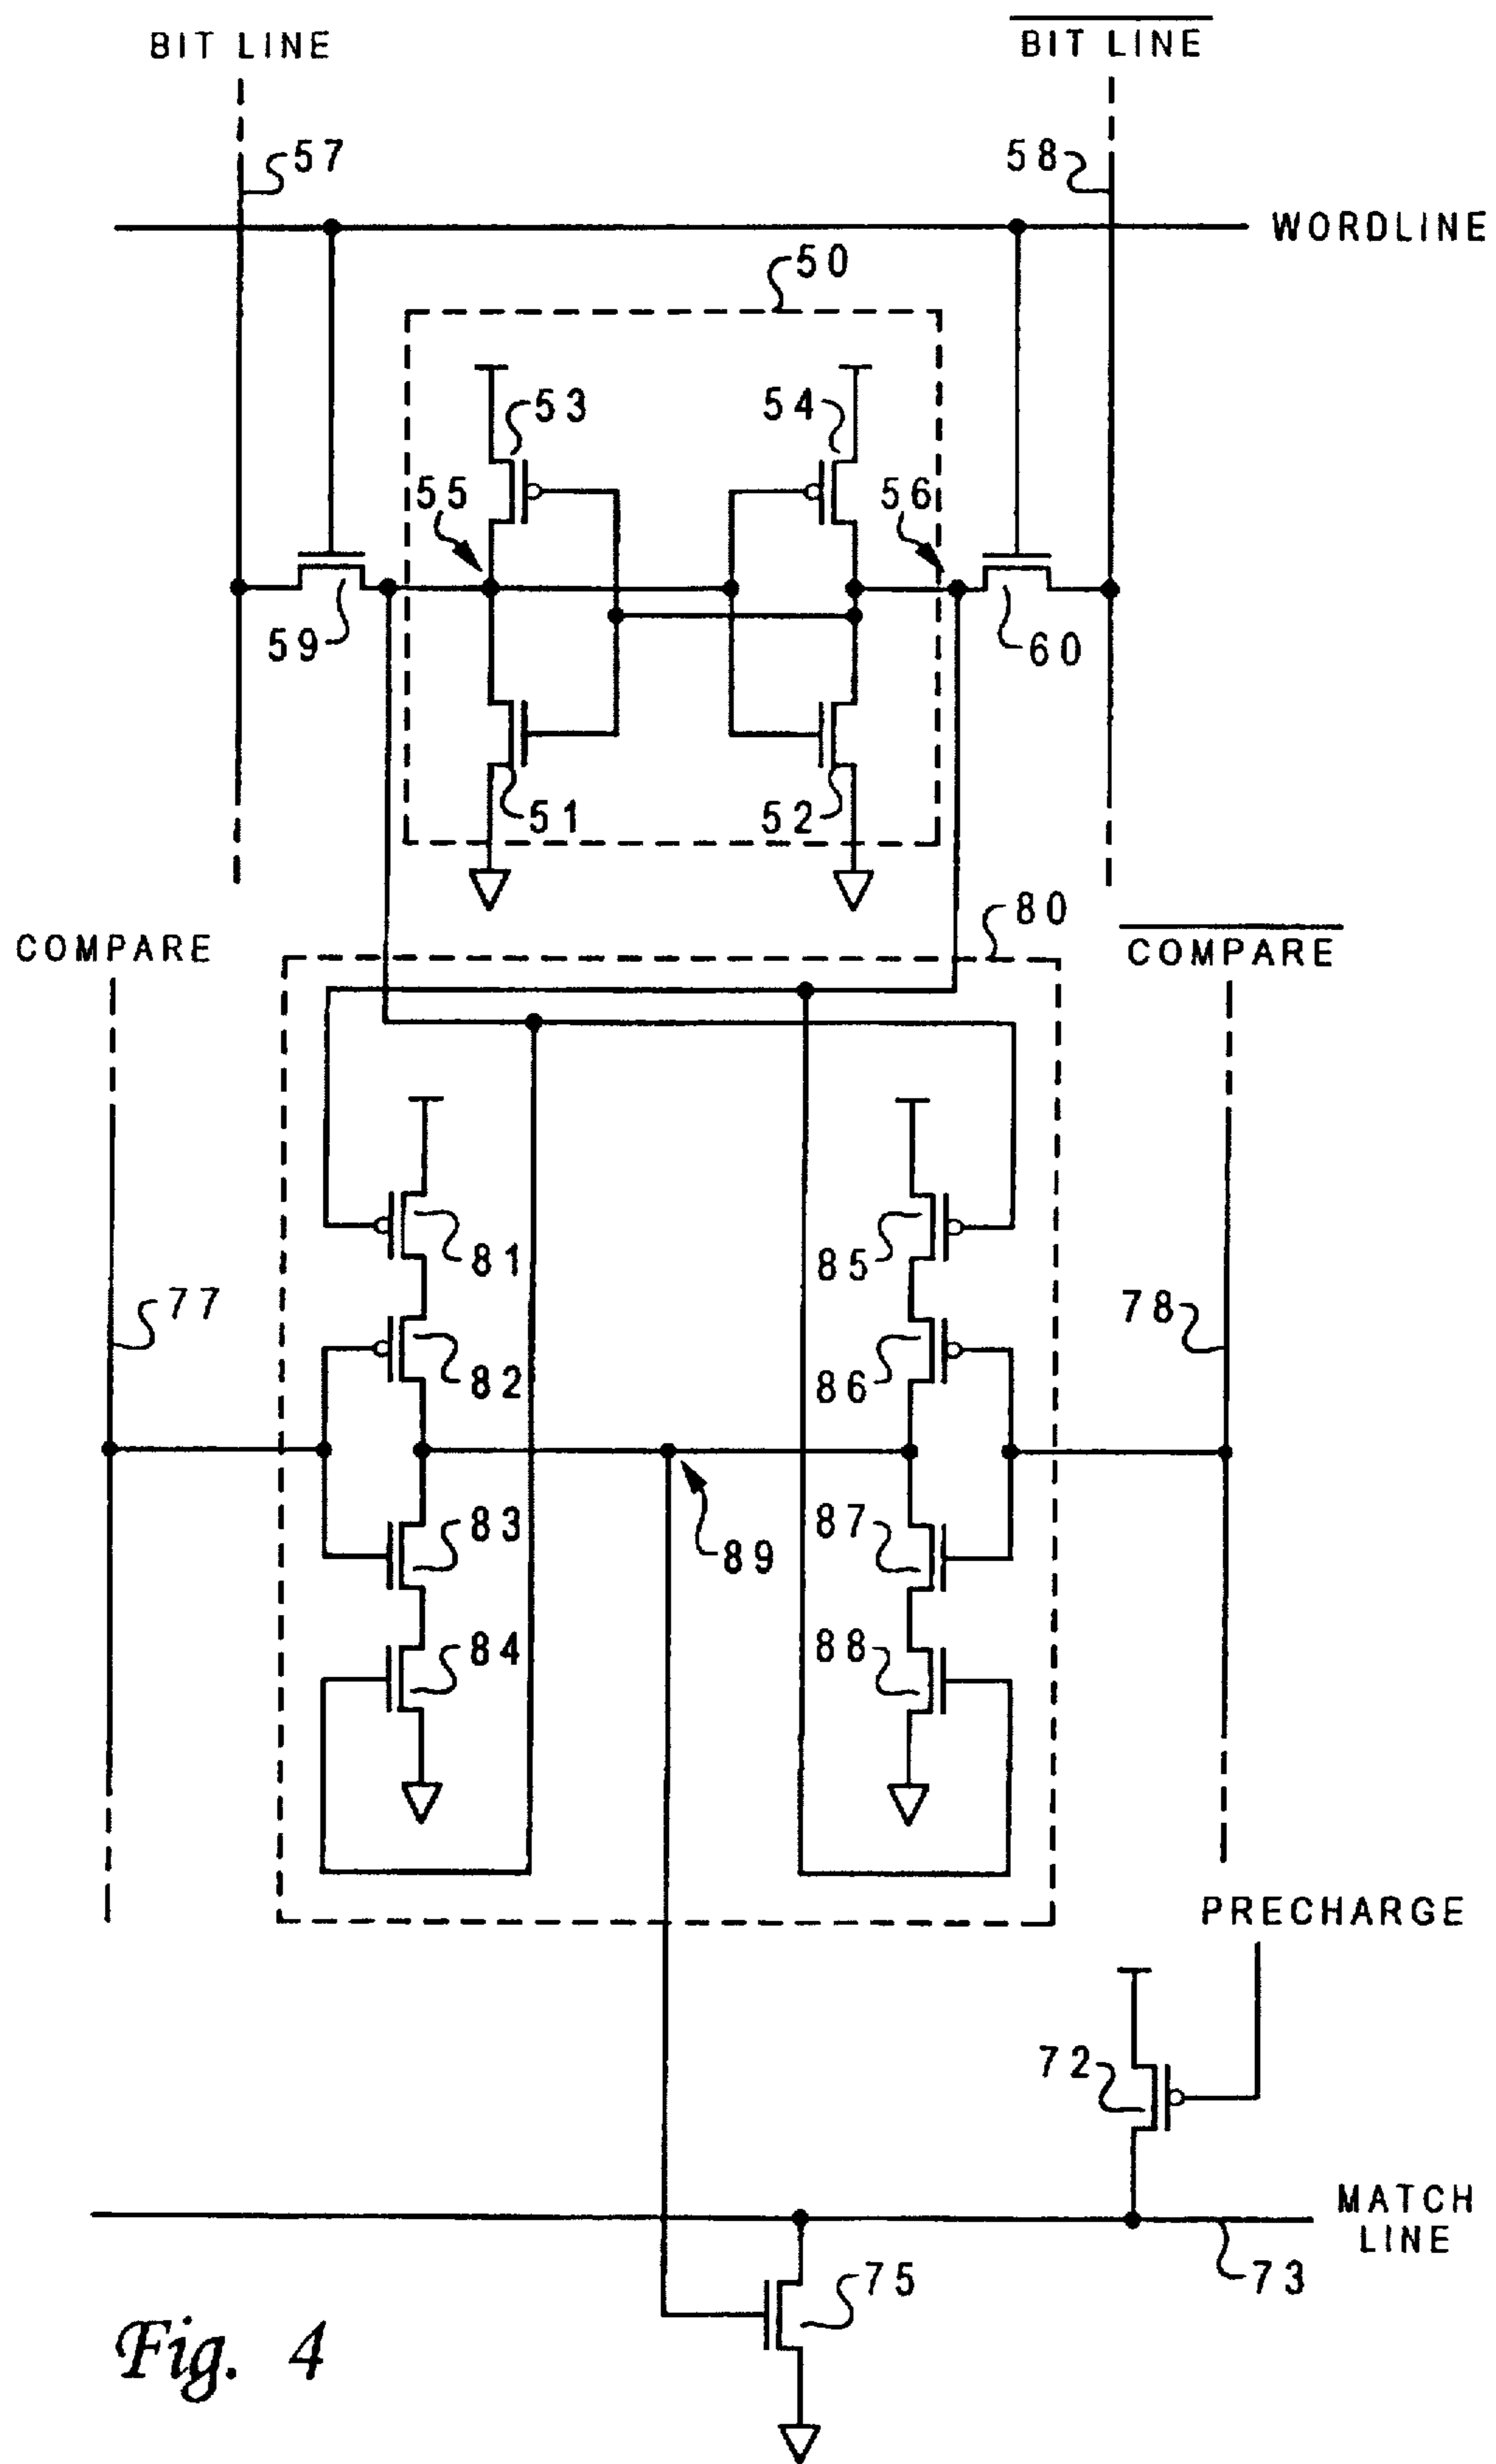 BIT LINE
BIT LINE
57
58
WORDLINE
50
53
54
55
56
59
60
51
52
80
COMPARE
COMPARE
81
85
77
78
82
86
83
87
89
84
88
PRECHARGE
72
MATCH
LINE
75
73
Fig. 4